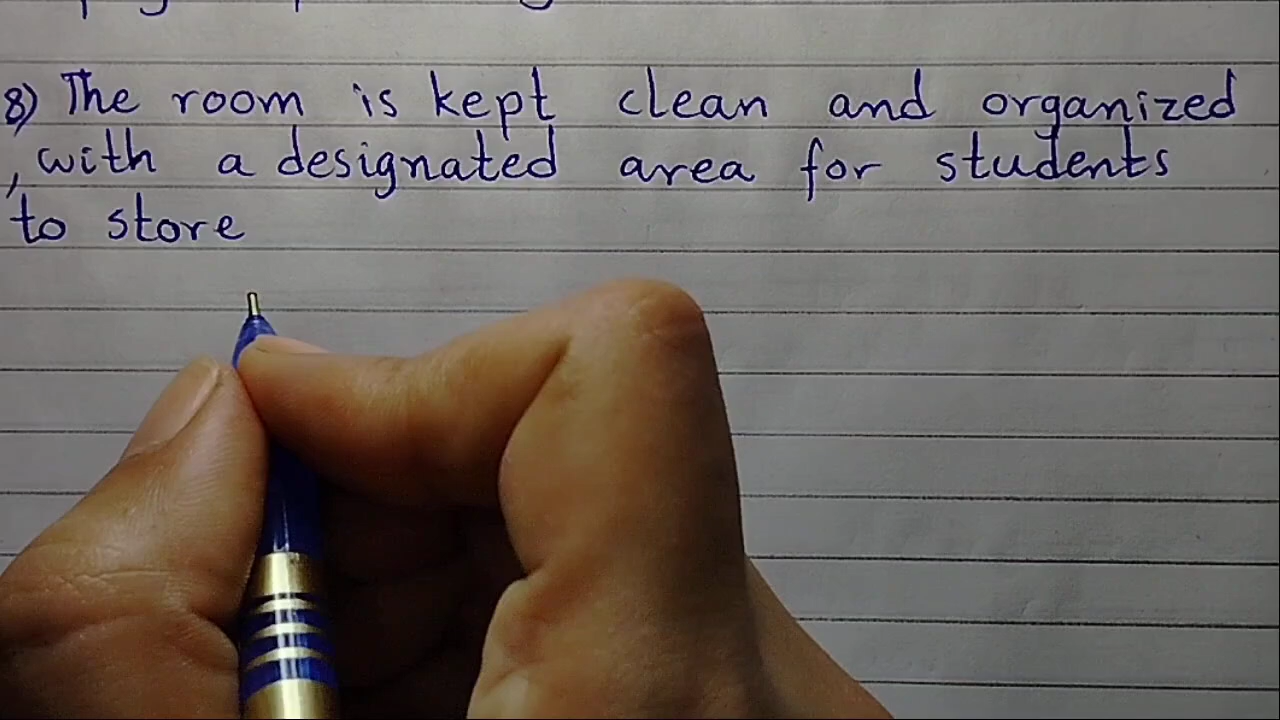 8) The room is kept clean and organized
, with a designated area for students
to store